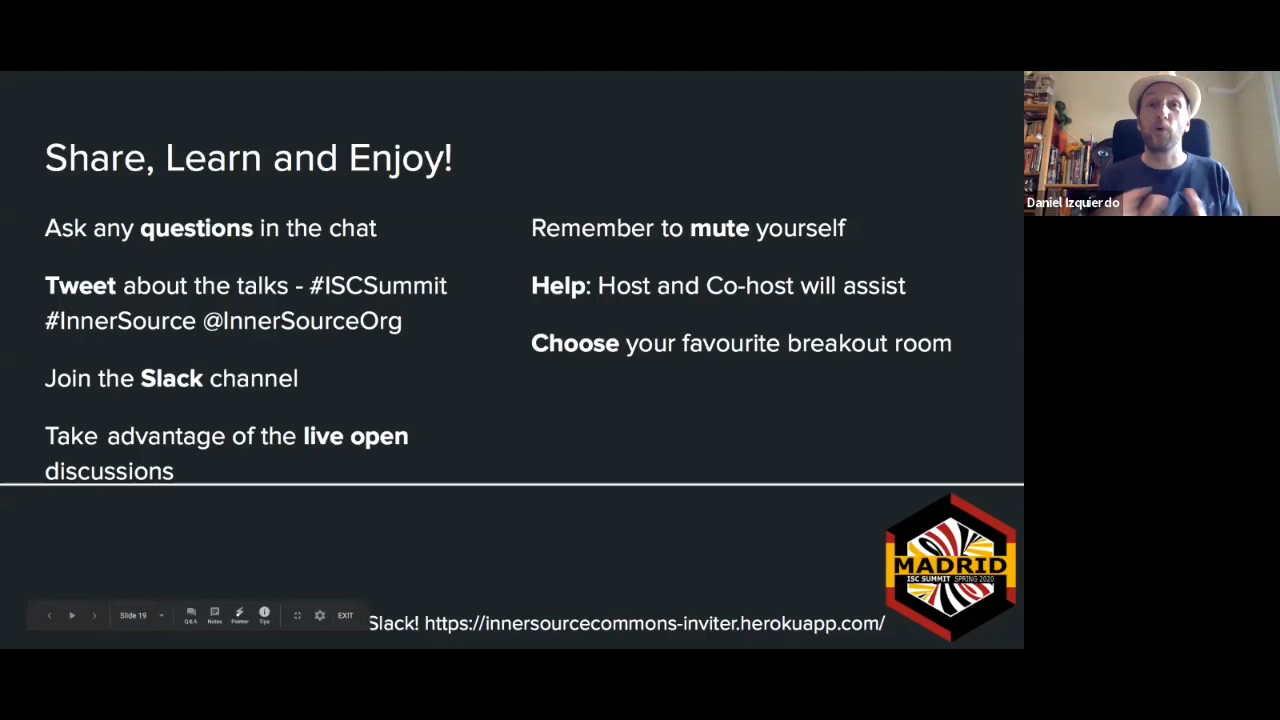 Share, Learn and Enjoy!
Ask any questions in the chat
Tweet about the talks - #ISCSummit
#InnerSource @InnerSourceOrg
Join the Slack channel
Take advantage of the live open
discussions
Remember to mute yourself
Help: Host and Co-host will assist
Choose your favourite breakout room
Daniel Izquierdo
MADRID
ISC SUMMIT SPRING 2020
Slide 19
Q&A
Notes
Pointer
Tips
EXIT
Slack! https://innersourcecommons-inviter.herokuapp.com/